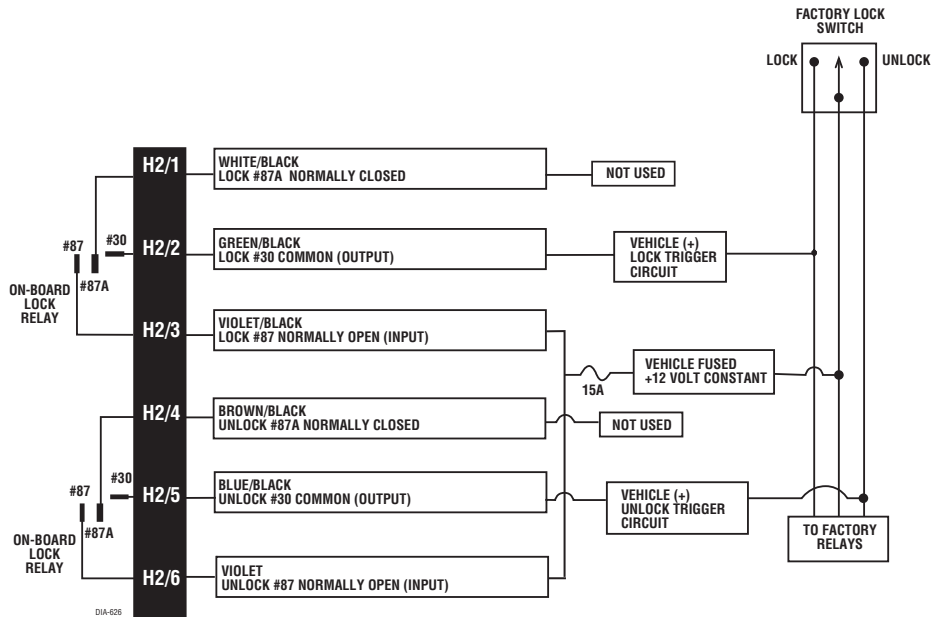 FACTORY LOCK
SWITCH
LOCK
UNLOCK
H2/1
WHITE/BLACK
LOCK #87A NORMALLY CLOSED
NOT USED
#87
#30
#87A
ON-BOARD
LOCK
RELAY
H2/2
GREEN/BLACK
LOCK #30 COMMON (OUTPUT)
VEHICLE (+)
LOCK TRIGGER
CIRCUIT
H2/3
VIOLET/BLACK
LOCK #87 NORMALLY OPEN (INPUT)
15A
VEHICLE FUSED
+12 VOLT CONSTANT
H2/4
BROWN/BLACK
UNLOCK #87A NORMALLY CLOSED
NOT USED
#87
#30
#87A
ON-BOARD
LOCK
RELAY
H2/5
BLUE/BLACK
UNLOCK #30 COMMON (OUTPUT)
VEHICLE (+)
UNLOCK TRIGGER
CIRCUIT
TO FACTORY
RELAYS
H2/6
VIOLET
UNLOCK #87 NORMALLY OPEN (INPUT)
DIA-626